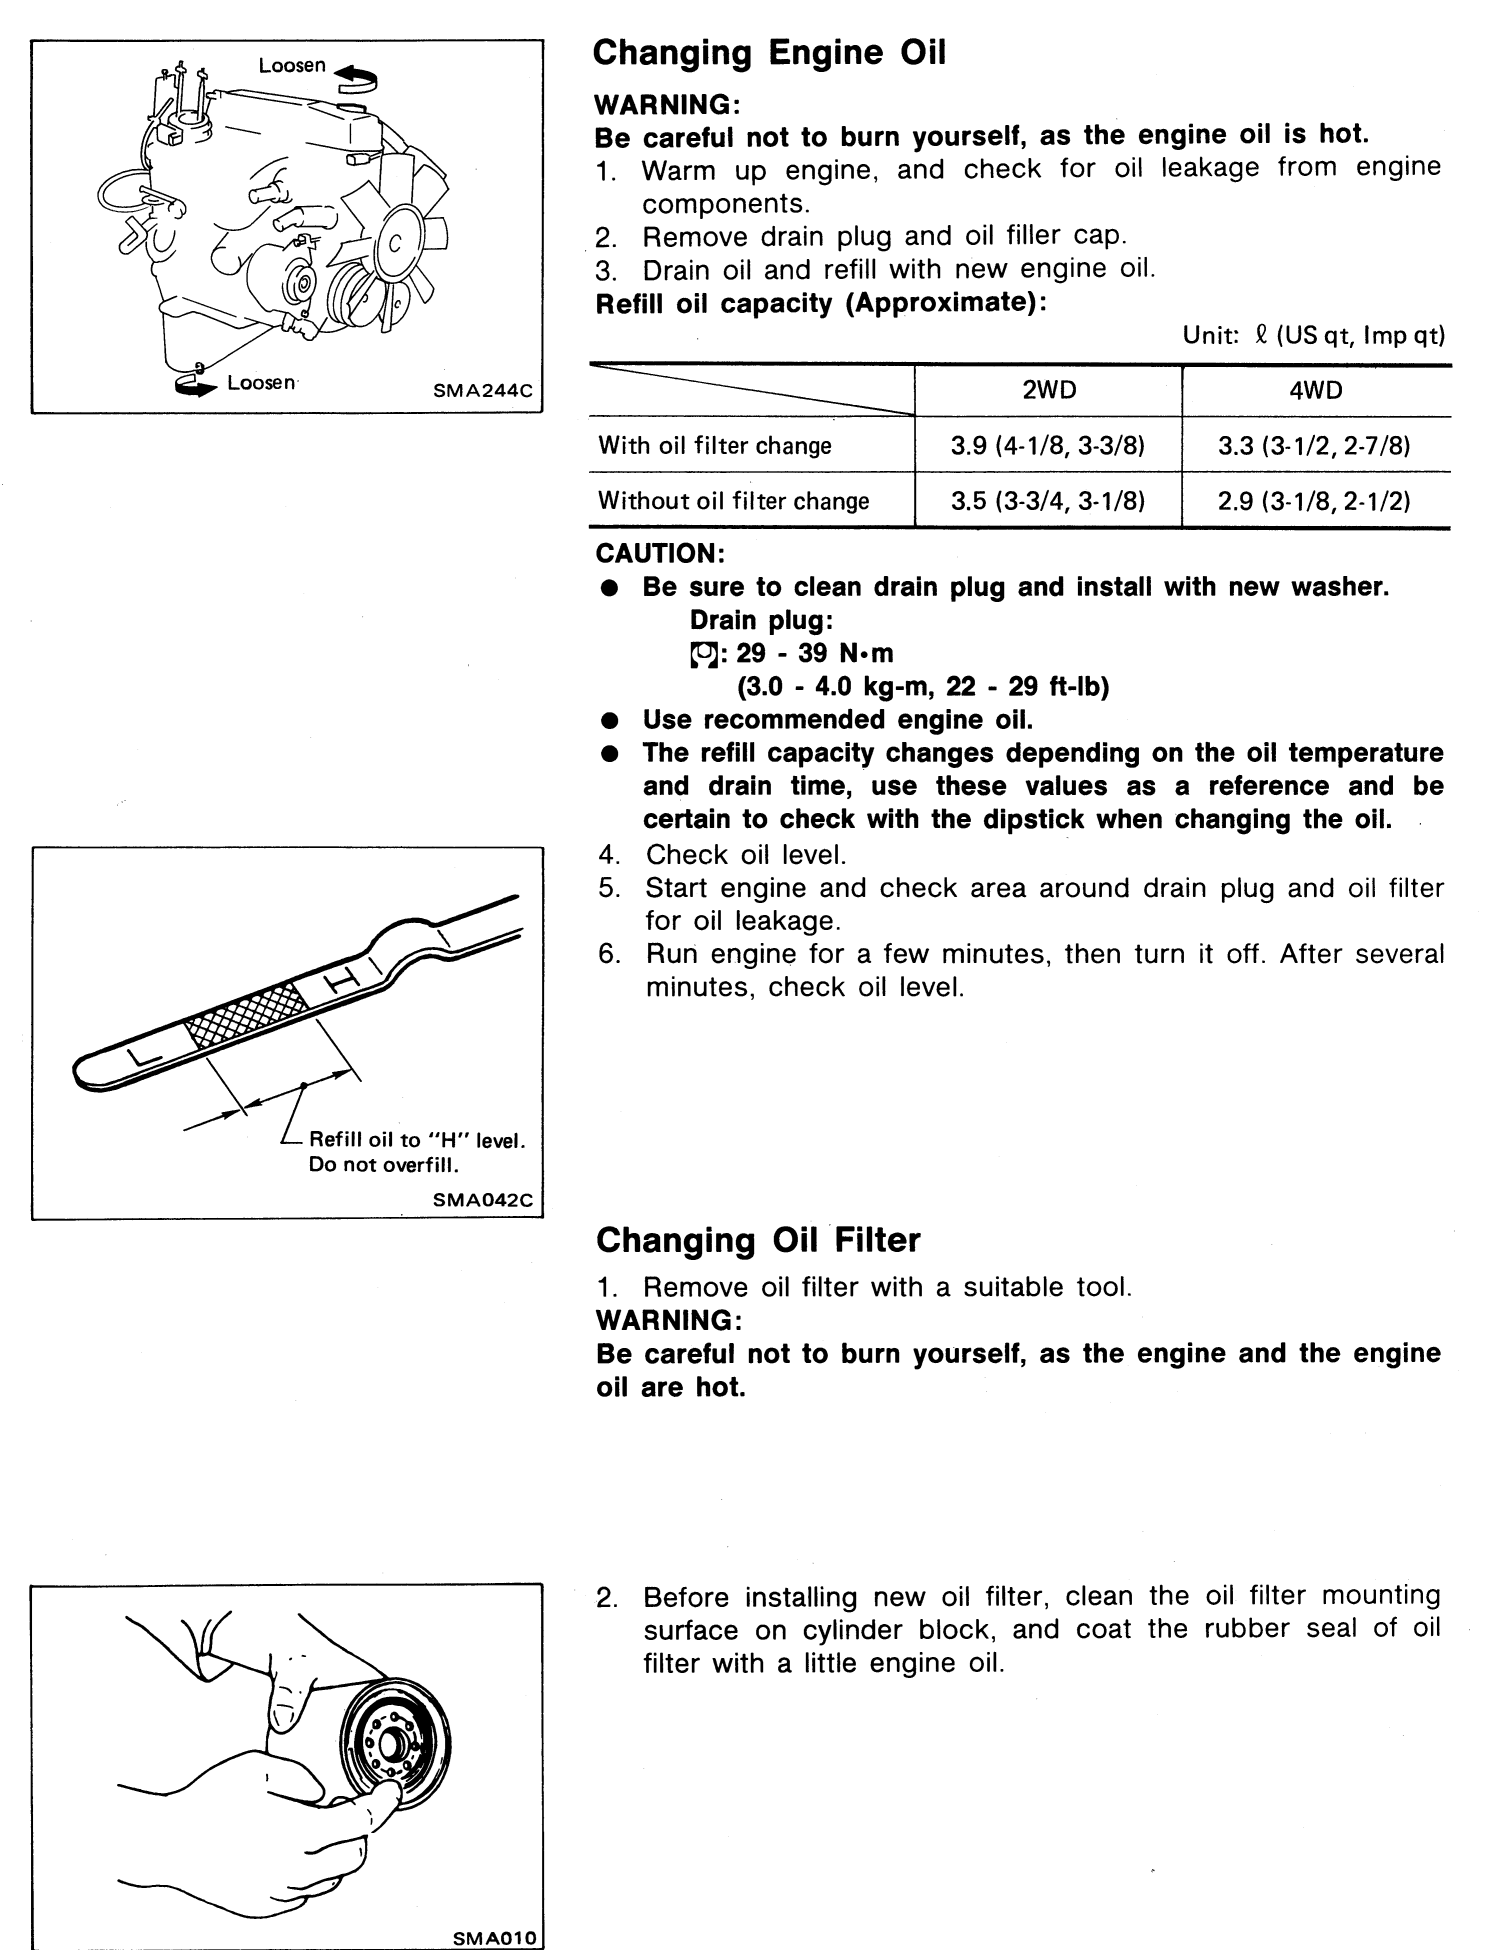 Loosen
Loosen
SMA244C
Changing Engine Oil
WARNING:
Be careful not to burn yourself, as the engine oil is hot.
1. Warm up engine, and check for oil leakage from engine
components.
2. Remove drain plug and oil filler cap.
3. Drain oil and refill with new engine oil.
Refill oil capacity (Approximate):
Unit: ℓ (US qt, Imp qt)
2WD 4WD
With oil filter change 3.9 (4-1/8, 3-3/8) 3.3 (3-1/2, 2-7/8)
Without oil filter change 3.5 (3-3/4, 3-1/8) 2.9 (3-1/8, 2-1/2)
CAUTION:
● Be sure to clean drain plug and install with new washer.
Drain plug:
: 29 - 39 N•m
(3.0 - 4.0 kg-m, 22 - 29 ft-lb)
● Use recommended engine oil.
● The refill capacity changes depending on the oil temperature
and drain time, use these values as a reference and be
certain to check with the dipstick when changing the oil.
4. Check oil level.
5. Start engine and check area around drain plug and oil filter
for oil leakage.
6. Run engine for a few minutes, then turn it off. After several
minutes, check oil level.
H
L
Refill oil to "H" level.
Do not overfill.
SMA042C
Changing Oil Filter
1. Remove oil filter with a suitable tool.
WARNING:
Be careful not to burn yourself, as the engine and the engine
oil are hot.
2. Before installing new oil filter, clean the oil filter mounting
surface on cylinder block, and coat the rubber seal of oil
filter with a little engine oil.
SMA010